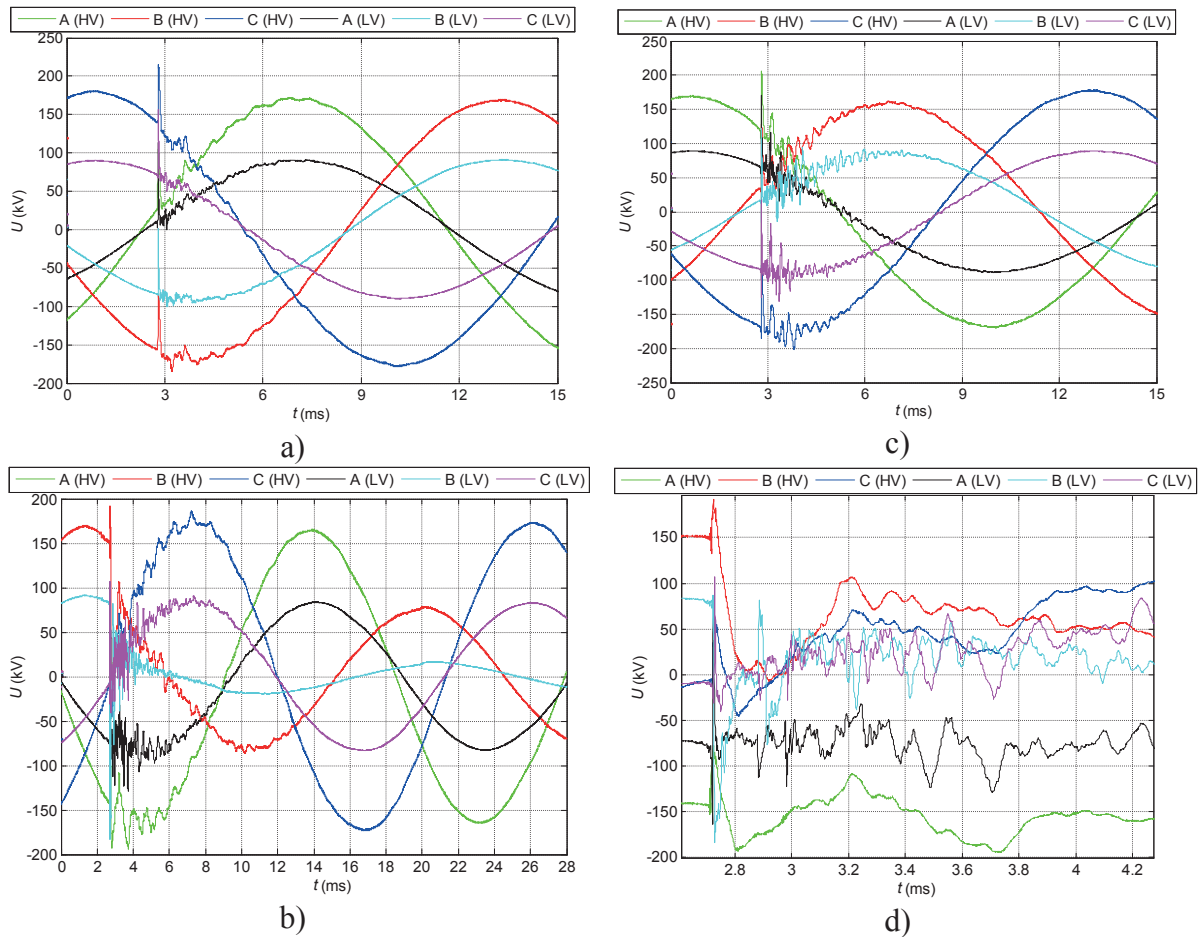 A (HV) B (HV) C (HV) A (LV) B (LV) C (LV)
250
200
150
100
50
0
-50
-100
-150
-200
U (kV)
0 3 6 9 12 15
t (ms)
a)
A (HV) B (HV) C (HV) A (LV) B (LV) C (LV)
250
200
150
100
50
0
-50
-100
-150
-200
-250
U (kV)
0 3 6 9 12 15
t (ms)
c)
A (HV) B (HV) C (HV) A (LV) B (LV) C (LV)
200
150
100
50
0
-50
-100
-150
-200
U (kV)
0 2 4 6 8 10 12 14 16 18 20 22 24 26 28
t (ms)
b)
A (HV) B (HV) C (HV) A (LV) B (LV) C (LV)
150
100
50
0
-50
-100
-150
-200
U (kV)
2.8 3 3.2 3.4 3.6 3.8 4 4.2
t (ms)
d)